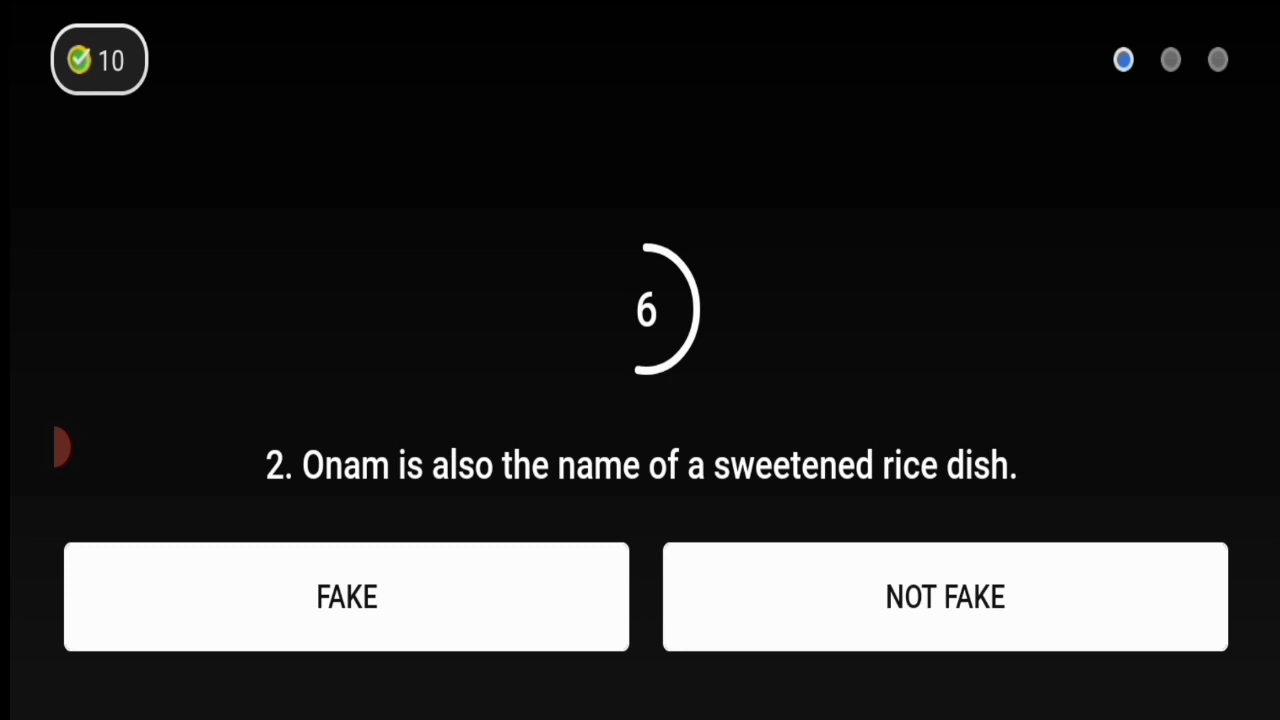 10
6
2. Onam is also the name of a sweetened rice dish.
FAKE
NOT FAKE